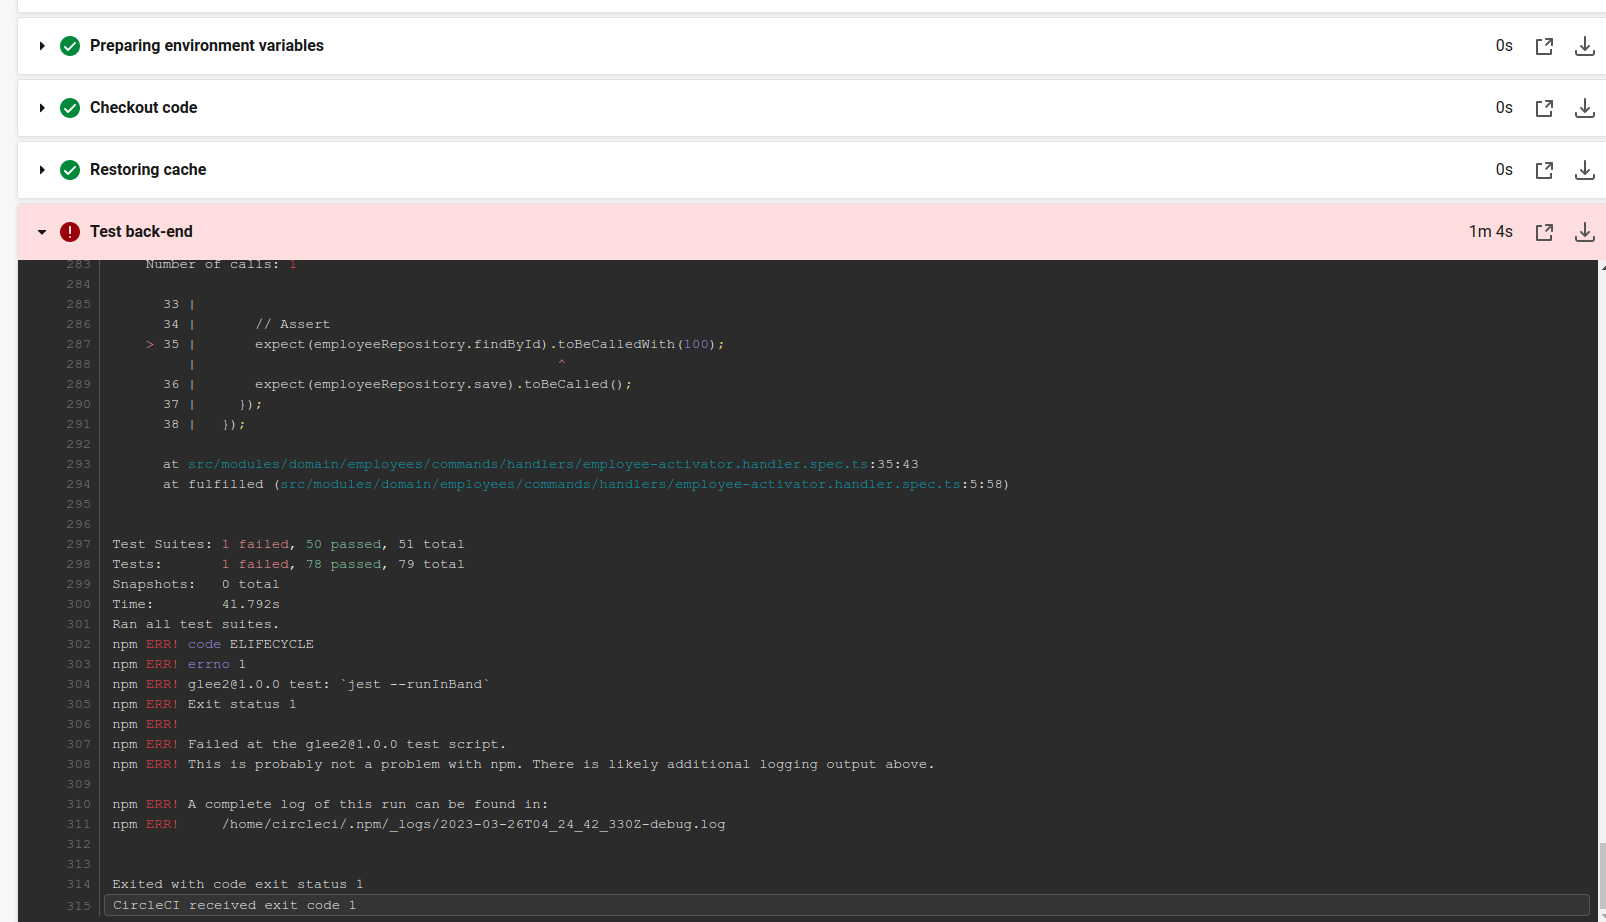 Preparing environment variables 0s
Checkout code 0s
Restoring cache 0s
Test back-end 1m 4s
283 Number of calls: 1
284
285 33 |
286 34 | // Assert
287 > 35 | expect(employeeRepository.findById).toBeCalledWith(100);
288 | ^
289 36 | expect(employeeRepository.save).toBeCalled();
290 37 | });
291 38 | });
292
293 at src/modules/domain/employees/commands/handlers/employee-activator.handler.spec.ts:35:43
294 at fulfilled (src/modules/domain/employees/commands/handlers/employee-activator.handler.spec.ts:5:58)
295
296
297 Test Suites: 1 failed, 50 passed, 51 total
298 Tests: 1 failed, 78 passed, 79 total
299 Snapshots: 0 total
300 Time: 41.792s
301 Ran all test suites.
302 npm ERR! code ELIFECYCLE
303 npm ERR! errno 1
304 npm ERR! glee2@1.0.0 test: `jest --runInBand`
305 npm ERR! Exit status 1
306 npm ERR!
307 npm ERR! Failed at the glee2@1.0.0 test script.
308 npm ERR! This is probably not a problem with npm. There is likely additional logging output above.
309
310 npm ERR! A complete log of this run can be found in:
311 npm ERR! /home/circleci/.npm/_logs/2023-03-26T04_24_42_330Z-debug.log
312
313
314 Exited with code exit status 1
315 CircleCI received exit code 1